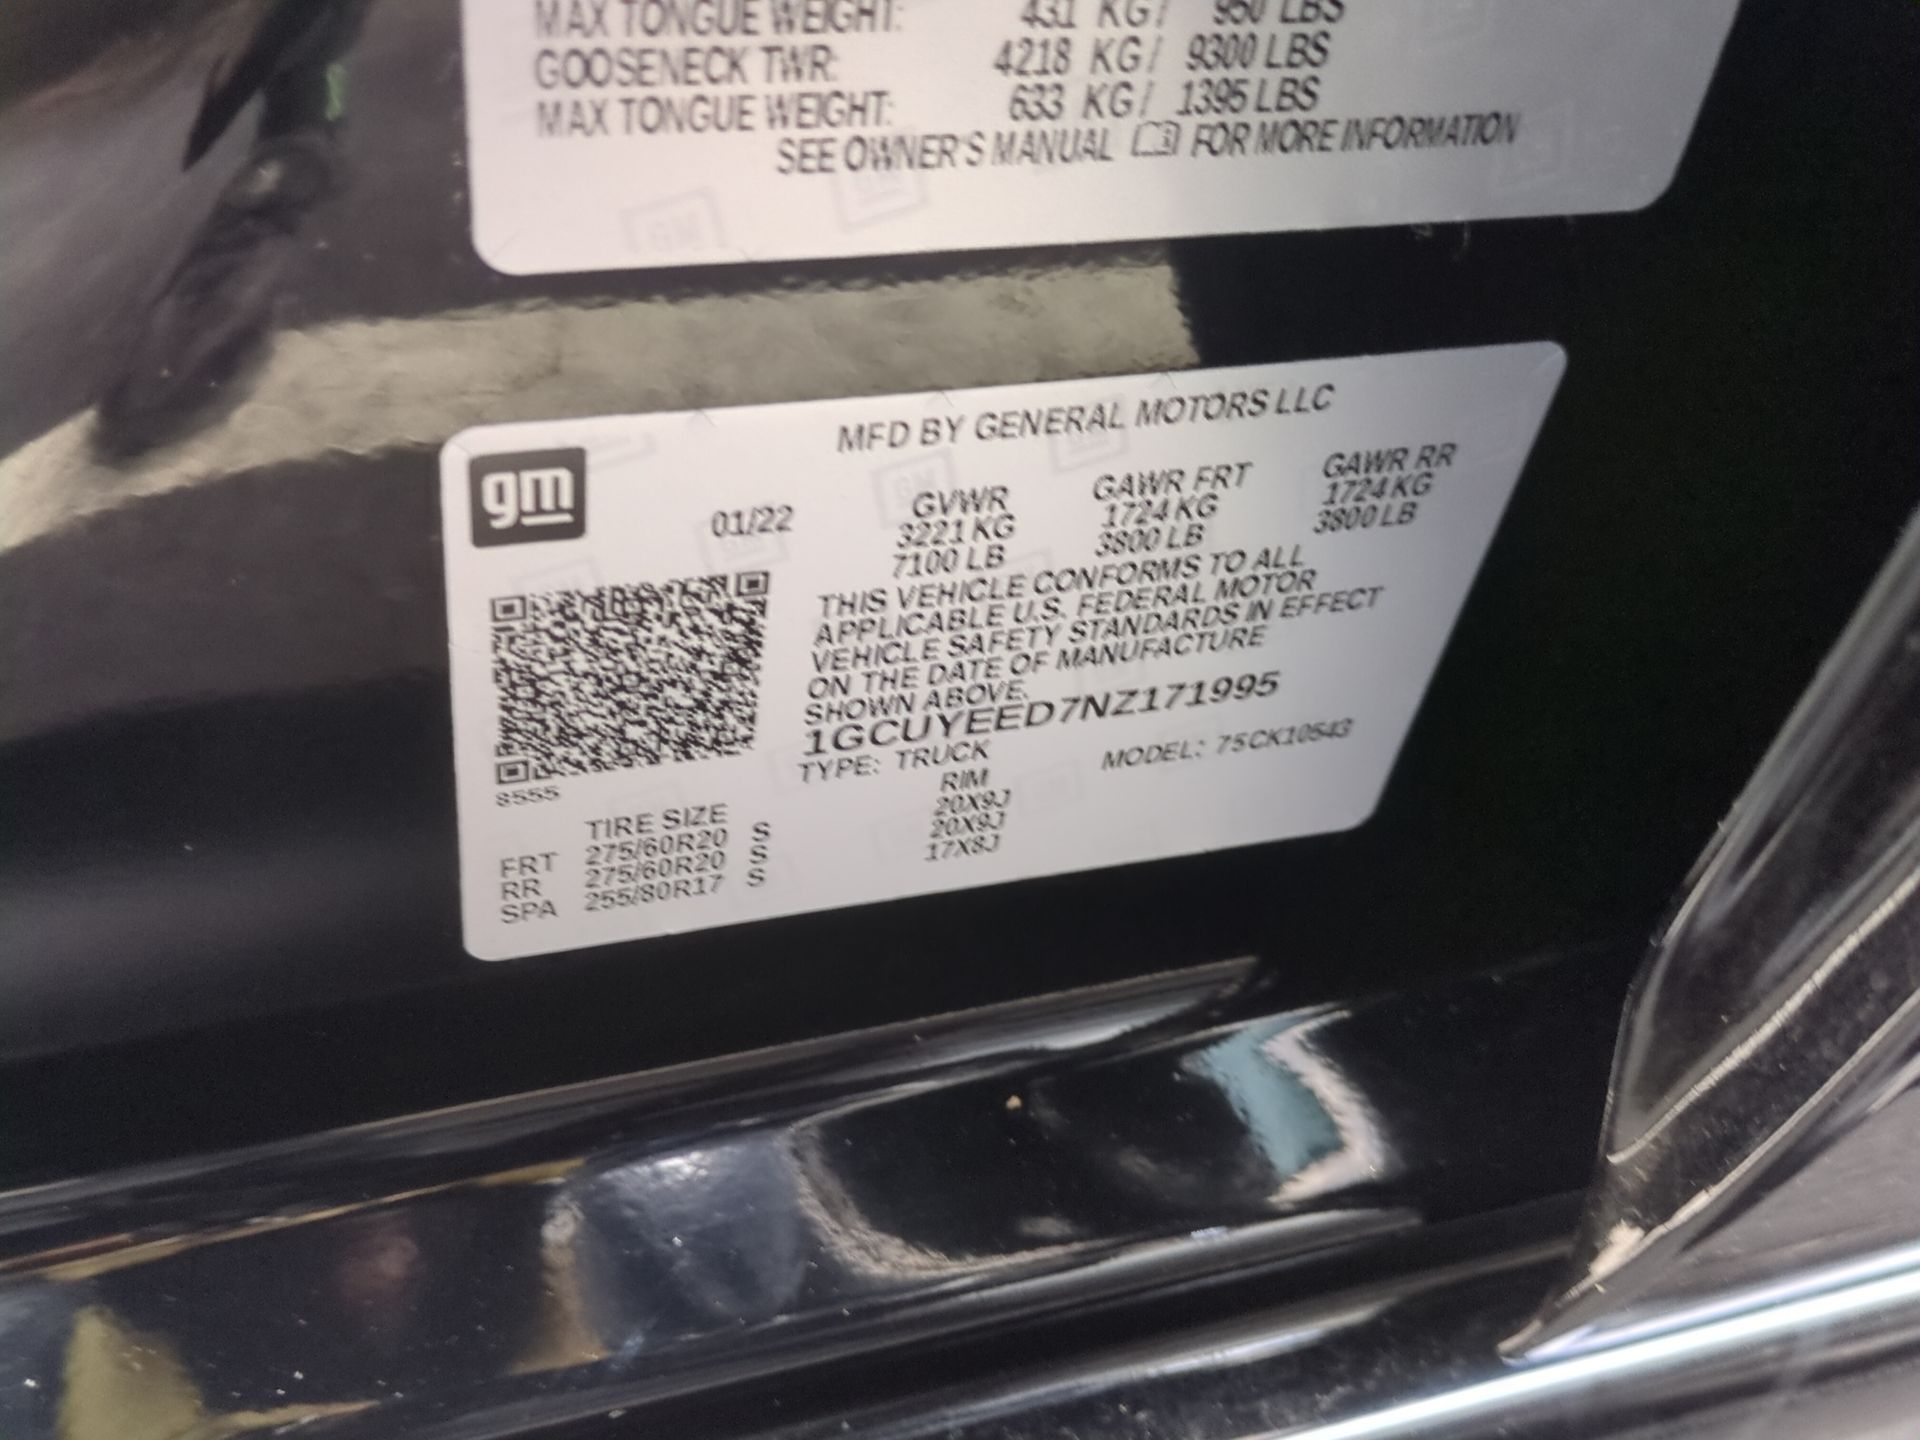 MAX TONGUE WEIGHT: 431 KG/ 950 LBS
GOOSENECK TWR: 4218 KG/ 9300 LBS
MAX TONGUE WEIGHT: 633 KG/ 1395 LBS
SEE OWNER'S MANUAL FOR MORE INFORMATION
MFD BY GENERAL MOTORS LLC
gm
01/22
GVWR GAWR FRT GAWR RR
3221 KG 1724 KG 1724 KG
7100 LB 3800 LB 3800 LB
THIS VEHICLE CONFORMS TO ALL
APPLICABLE U.S. FEDERAL MOTOR
VEHICLE SAFETY STANDARDS IN EFFECT
ON THE DATE OF MANUFACTURE
SHOWN ABOVE.
1GCUYEED7NZ171995
TYPE: TRUCK MODEL: 75CK10543
8555
TIRE SIZE RIM
FRT 275/60R20 S 20X9J
RR 275/60R20 S 20X9J
SPA 255/80R17 S 17X8J